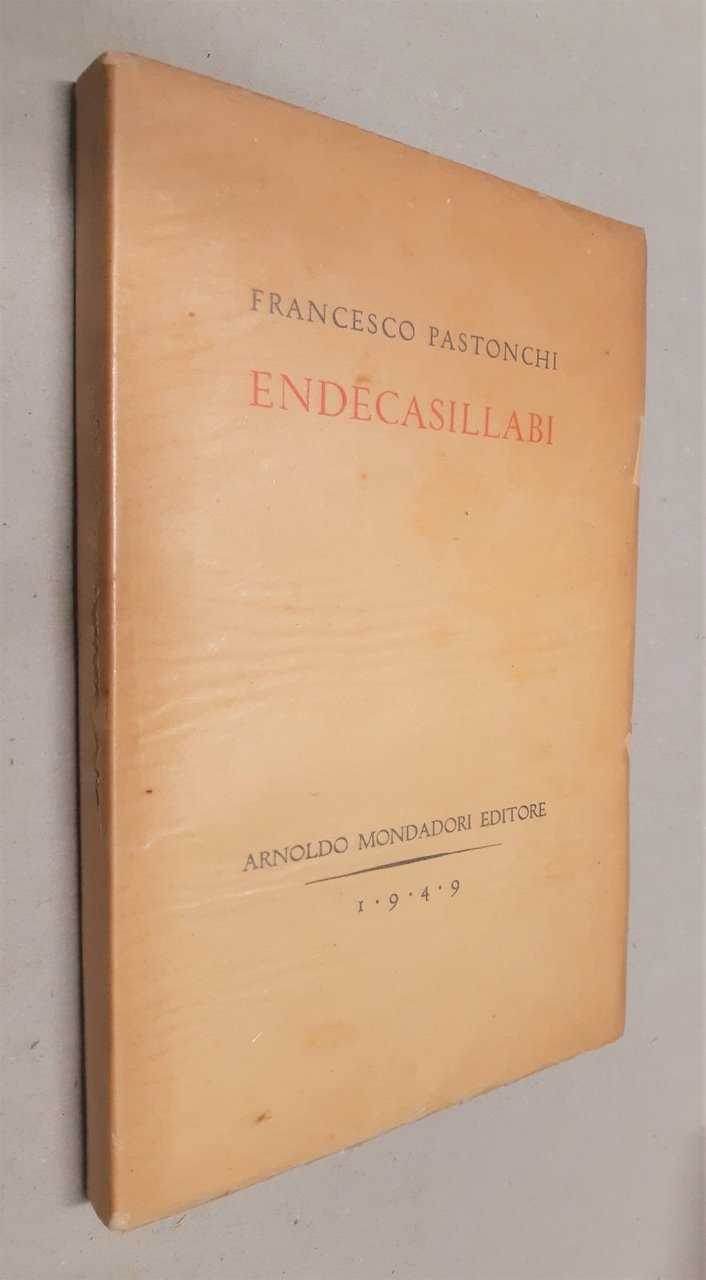 FRANCESCO PASTONCHI
ENDECASILLABI
ARNOLDO MONDADORI EDITORE
1·9·4·9